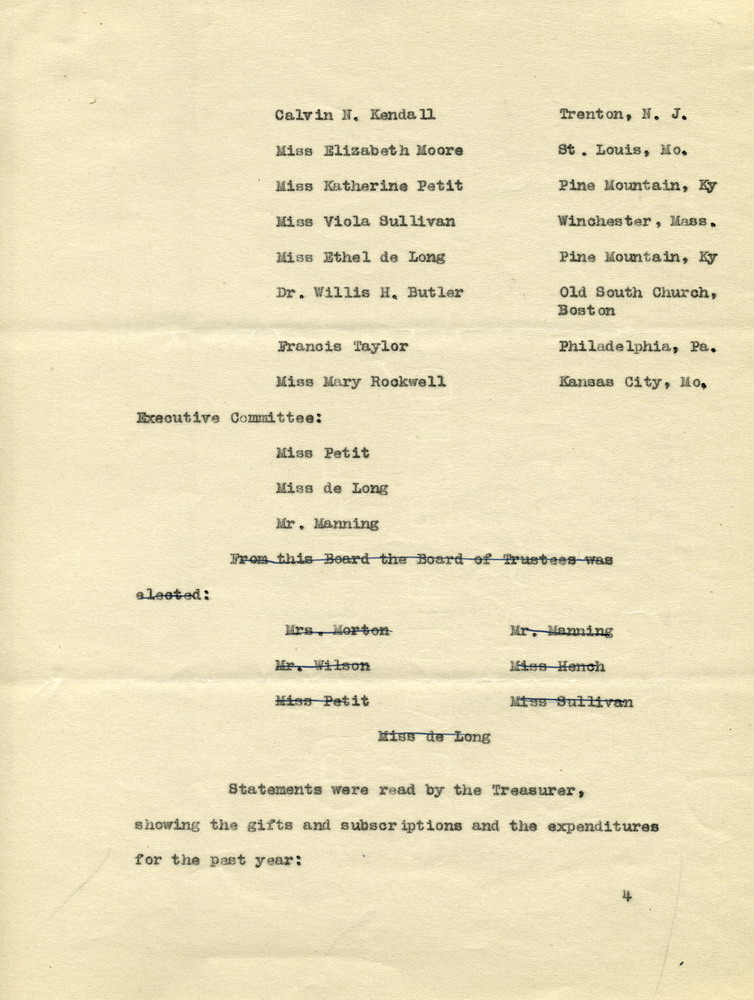 Calvin N. Kendall Trenton, N. J.
Miss Elizabeth Moore St. Louis, Mo.
Miss Katherine Petit Pine Mountain, Ky
Miss Viola Sullivan Winchester, Mass.
Miss Ethel de Long Pine Mountain, Ky
Dr. Willis H. Butler Old South Church,
Boston
Francis Taylor Philadelphia, Pa.
Miss Mary Rockwell Kansas City, Mo.
Executive Committee:
Miss Petit
Miss de Long
Mr. Manning
From this Board the Board of Trustees was
elected:
Mrs. Morton Mr. Manning
Mr. Wilson Miss Hench
Miss Petit Miss Sullivan
Miss de Long
Statements were read by the Treasurer,
showing the gifts and subscriptions and the expenditures
for the past year:
4